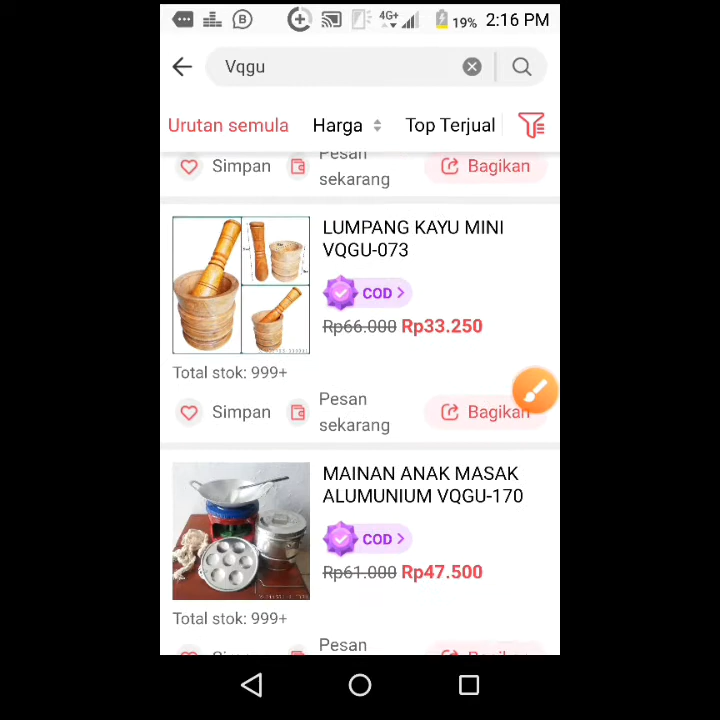 4G+ 19% 2:16 PM
Vqgu
Urutan semula Harga Top Terjual
Simpan Pesan sekarang Bagikan
LUMPANG KAYU MINI
VQGU-073
COD >
Rp66.000 Rp33.250
Total stok: 999+
Simpan Pesan sekarang Bagikan
MAINAN ANAK MASAK
ALUMUNIUM VQGU-170
COD >
Rp61.000 Rp47.500
Total stok: 999+
Pesan